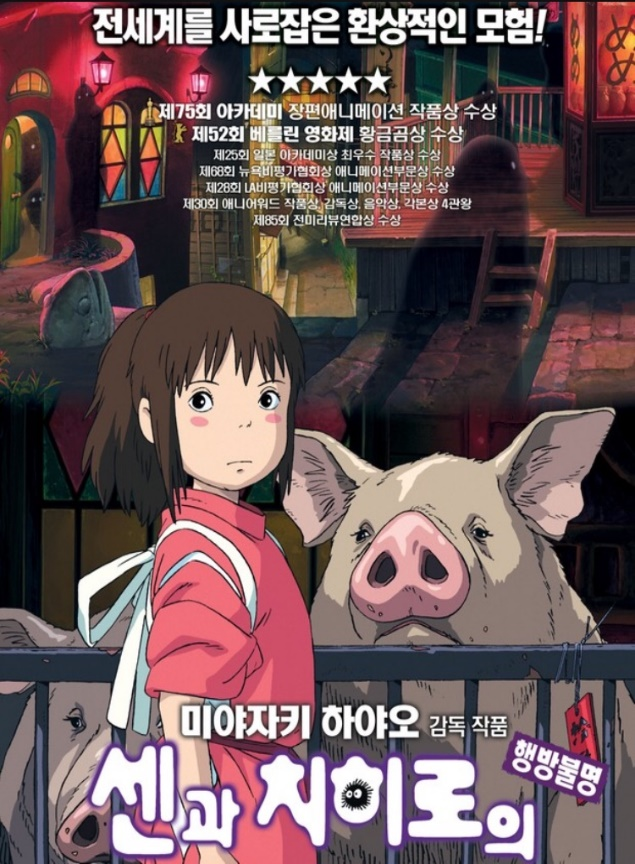 전세계를 사로잡은 환상적인 모험!
★★★★★
제75회 아카데미 장편애니메이션 작품상 수상
제52회 베를린 영화제 황금곰상 수상
제25회 일본 아카데미상 최우수 작품상 수상
제68회 뉴욕비평가협회상 애니메이션부문상 수상
제28회 LA비평가협회상 애니메이션부문상 수상
제30회 애니어워드 작품상, 감독상, 음악상, 각본상 4관왕
제85회 전미리뷰연합상 수상
め め
미야자키 하야오 감독 작품
센과 치히로의
행방불명